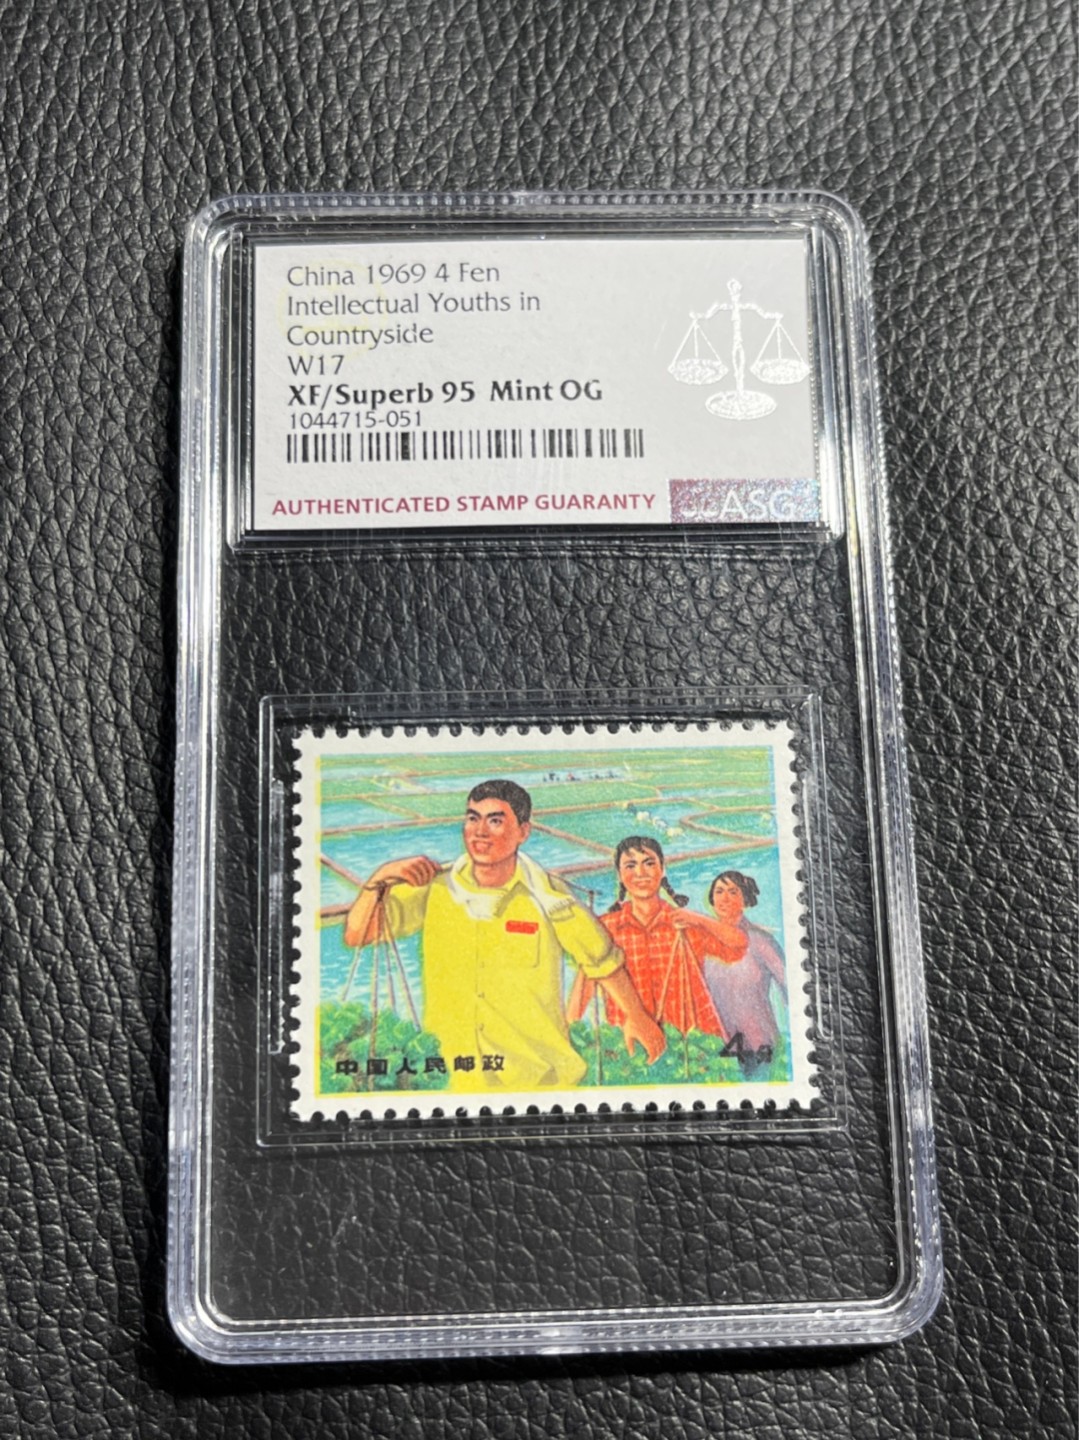 China 1969 4 Fen
Intellectual Youths in
Countryside
W17
XF/Superb 95 Mint OG
1044715-051
AUTHENTICATED STAMP GUARANTY
ASG
中国人民邮政
4分